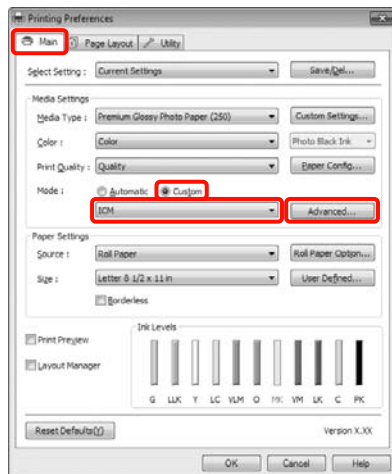 Printing Preferences
Main Page Layout Utility
Select Setting : Current Settings Save/Del...
Media Settings
Media Type : Premium Glossy Photo Paper (250) Custom Settings...
Color : Color Photo Black Ink
Print Quality : Quality Paper Config...
Mode : Automatic Custom
ICM Advanced...
Paper Settings
Source : Roll Paper Roll Paper Option...
Size : Letter 8 1/2 x 11 in User Defined...
Borderless
Print Preview
Layout Manager
Ink Levels
G LLK Y LC VLM O MK VM LK C PK
Reset Defaults(Y) Version X.XX
OK Cancel Help